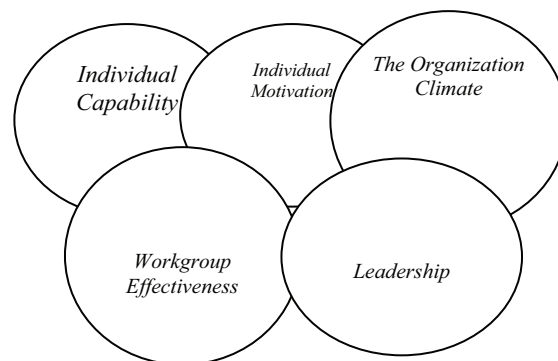 Individual
Capability
Individual
Motivation
The Organization
Climate
Workgroup
Effectiveness
Leadership